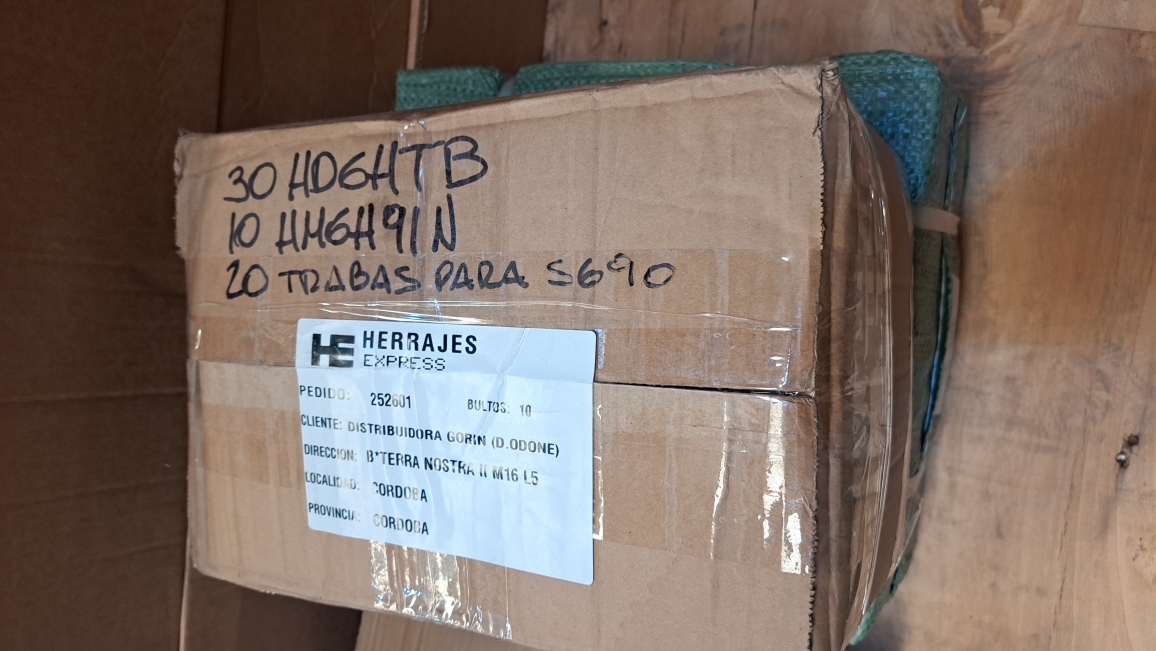 30 HD6HTB
10 HM6H91N
20 TRABAS PARA S690
HE HERRAJES
EXPRESS
PEDIDO: 252601 BULTOS: 10
CLIENTE: DISTRIBUIDORA GORIN (D.ODONE)
DIRECCION: B*TERRA NOSTRA II M16 L5
LOCALIDAD: CORDOBA
PROVINCIA: CORDOBA